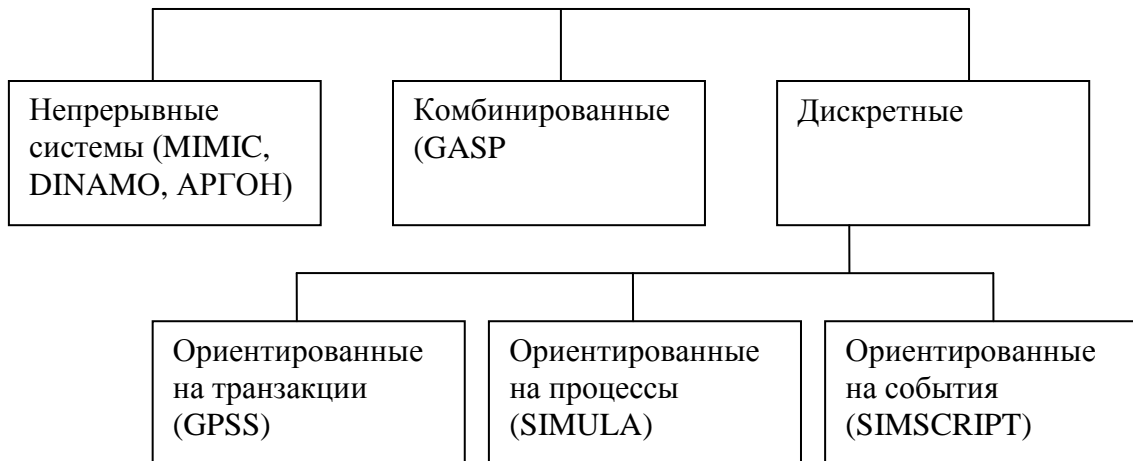 Непрерывные
системы (MIMIC,
DINAMO, АРГОН)
Комбинированные
(GASP
Дискретные
Ориентированные
на транзакции
(GPSS)
Ориентированные
на процессы
(SIMULA)
Ориентированные
на события
(SIMSCRIPT)